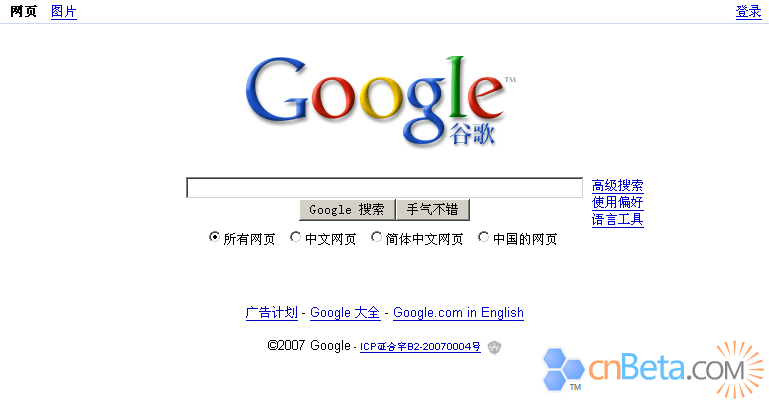 网页 图片 登录
Google™
谷歌
高级搜索
使用偏好
语言工具
Google 搜索 手气不错
所有网页 中文网页 简体中文网页 中国的网页
广告计划 - Google 大全 - Google.com in English
©2007 Google - ICP证合字B2-20070004号
cnBeta.COM
TM